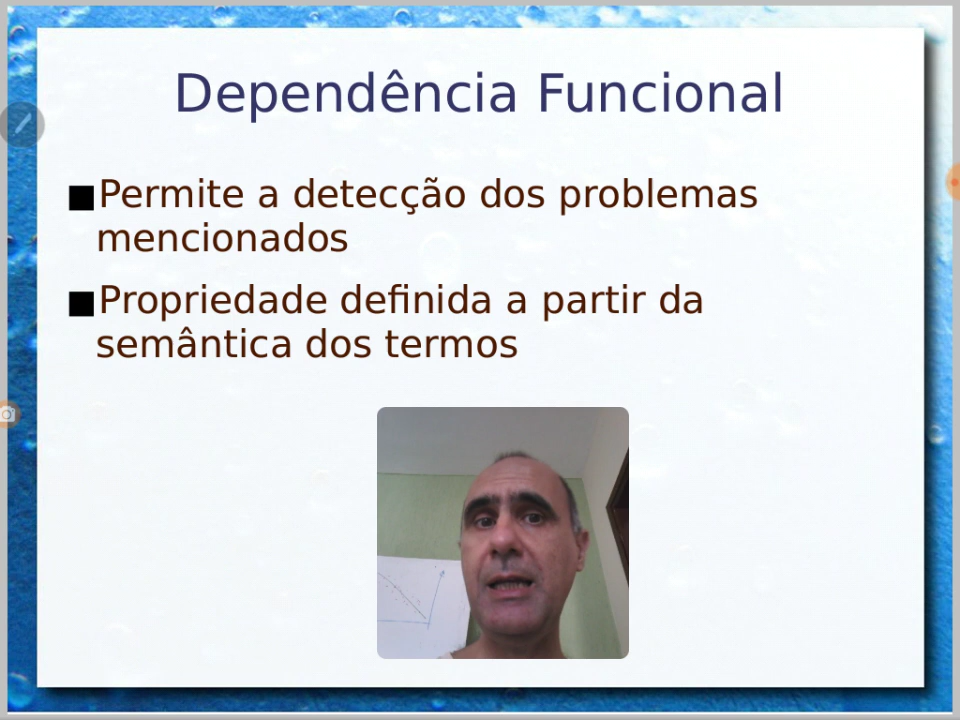 Dependência Funcional
Permite a detecção dos problemas
mencionados
Propriedade definida a partir da
semântica dos termos